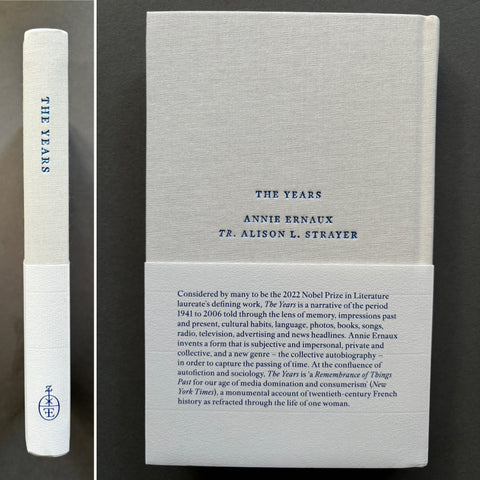 THE YEARS
THE YEARS
ANNIE ERNAUX
TR. ALISON L. STRAYER
Considered by many to be the 2022 Nobel Prize in Literature
laureate's defining work, The Years is a narrative of the period
1941 to 2006 told through the lens of memory, impressions past
and present, cultural habits, language, photos, books, songs,
radio, television, advertising and news headlines. Annie Ernaux
invents a form that is subjective and impersonal, private and
collective, and a new genre – the collective autobiography –
in order to capture the passing of time. At the confluence of
autofiction and sociology, The Years is 'a Remembrance of Things
Past for our age of media domination and consumerism' (New
York Times), a monumental account of twentieth-century French
history as refracted through the life of one woman.